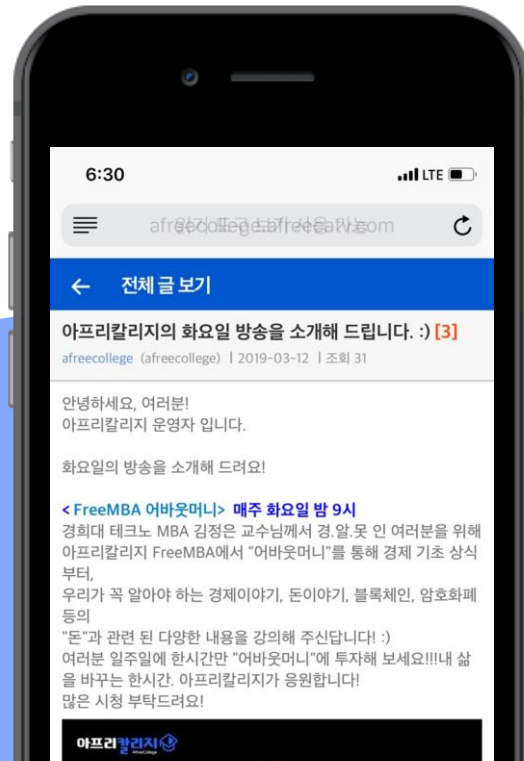 6:30
LTE
전체 글 보기
아프리칼리지의 화요일 방송을 소개해 드립니다. :) [3]
afreecollege (afreecollege) | 2019-03-12 | 조회 31
안녕하세요, 여러분!
아프리칼리지 운영자 입니다.
화요일의 방송을 소개해 드려요!
< FreeMBA 어바웃머니> 매주 화요일 밤 9시
경희대 테크노 MBA 김정은 교수님께서 경.알.못 인 여러분을 위해
아프리칼리지 FreeMBA에서 "어바웃머니"를 통해 경제 기초 상식
부터,
우리가 꼭 알아야 하는 경제이야기, 돈이야기, 블록체인, 암호화폐
등의
"돈"과 관련 된 다양한 내용을 강의해 주신답니다! :)
여러분 일주일에 한시간만 "어바웃머니"에 투자해 보세요!!!내 삶
을 바꾸는 한시간. 아프리칼리지가 응원합니다!
많은 시청 부탁드려요!
아프리칼리지
AfreeCollege